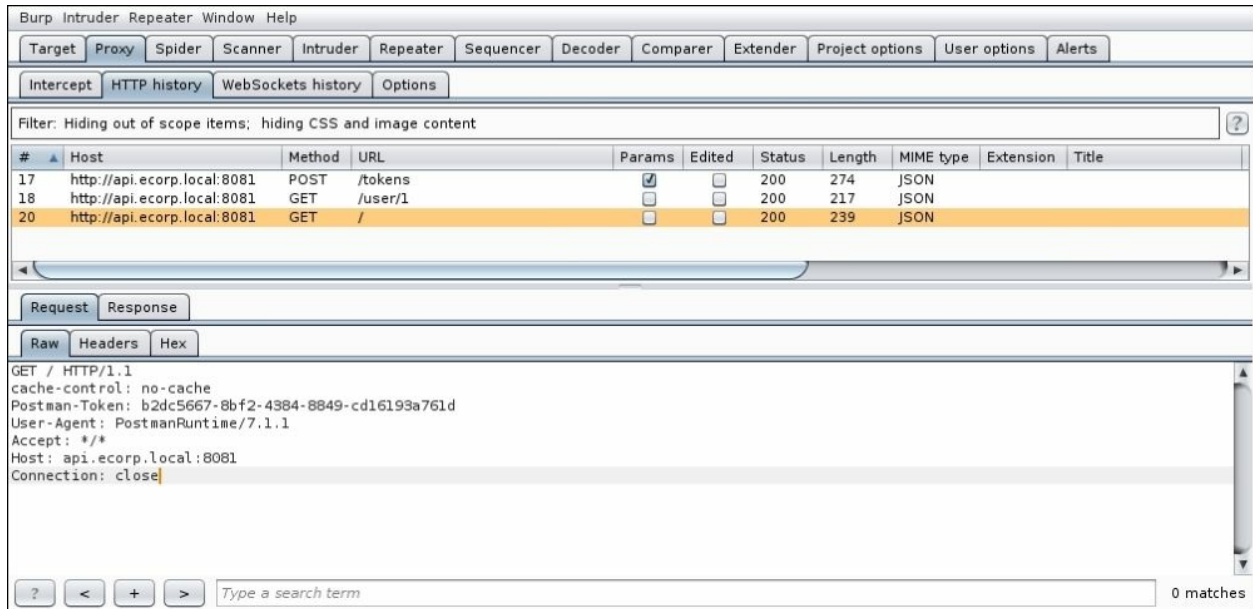 Burp Intruder Repeater Window Help
Target Proxy Spider Scanner Intruder Repeater Sequencer Decoder Comparer Extender Project options User options Alerts
Intercept HTTP history WebSockets history Options
Filter: Hiding out of scope items; hiding CSS and image content ?
# Host Method URL Params Edited Status Length MIME type Extension Title
17 http://api.ecorp.local:8081 POST /tokens 200 274 JSON
18 http://api.ecorp.local:8081 GET /user/1 200 217 JSON
20 http://api.ecorp.local:8081 GET / 200 239 JSON
Request Response
Raw Headers Hex
GET / HTTP/1.1
cache-control: no-cache
Postman-Token: b2dc5667-8bf2-4384-8849-cd16193a761d
User-Agent: PostmanRuntime/7.1.1
Accept: */*
Host: api.ecorp.local:8081
Connection: close
? < + > Type a search term 0 matches